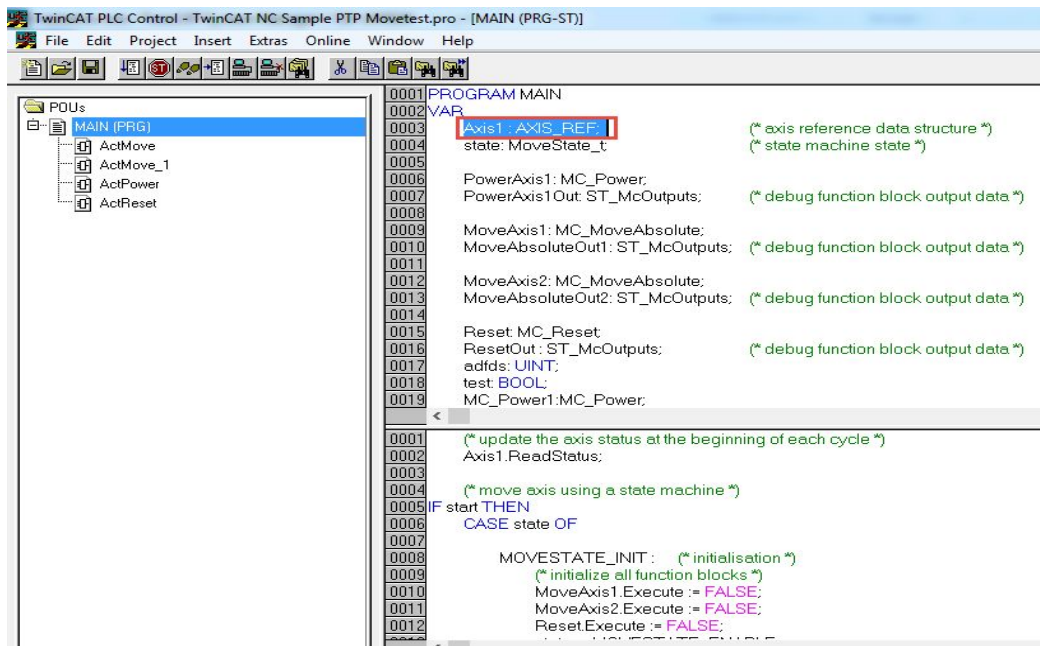 TwinCAT PLC Control - TwinCAT NC Sample PTP Movetest.pro - [MAIN (PRG-ST)]
File Edit Project Insert Extras Online Window Help
POUs
MAIN (PRG)
ActMove
ActMove_1
ActPower
ActReset
0001 PROGRAM MAIN
0002 VAR
0003 Axis1 : AXIS_REF; (* axis reference data structure *)
0004 state: MoveState_t; (* state machine state *)
0005
0006 PowerAxis1: MC_Power;
0007 PowerAxis1Out: ST_McOutputs; (* debug function block output data *)
0008
0009 MoveAxis1: MC_MoveAbsolute;
0010 MoveAbsoluteOut1: ST_McOutputs; (* debug function block output data *)
0011
0012 MoveAxis2: MC_MoveAbsolute;
0013 MoveAbsoluteOut2: ST_McOutputs; (* debug function block output data *)
0014
0015 Reset: MC_Reset;
0016 ResetOut : ST_McOutputs; (* debug function block output data *)
0017 adfds: UINT;
0018 test: BOOL;
0019 MC_Power1:MC_Power;
0001 (* update the axis status at the beginning of each cycle *)
0002 Axis1.ReadStatus;
0003
0004 (* move axis using a state machine *)
0005 IF start THEN
0006 CASE state OF
0007
0008 MOVESTATE_INIT : (* initialisation *)
0009 (* initialize all function blocks *)
0010 MoveAxis1.Execute := FALSE;
0011 MoveAxis2.Execute := FALSE;
0012 Reset.Execute := FALSE;